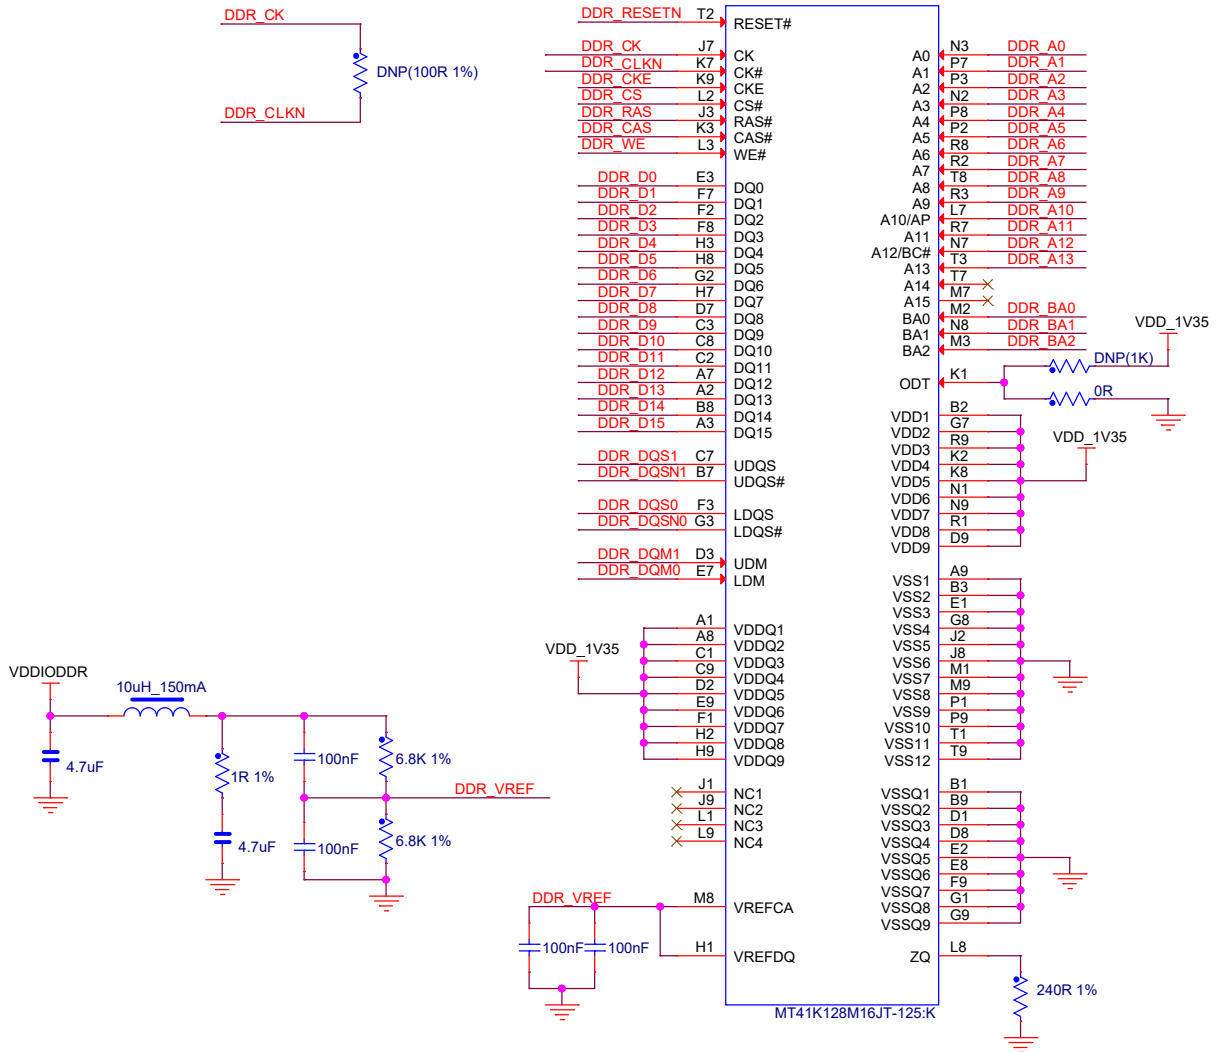 DDR_CK
DNP(100R 1%)
DDR_CLKN
DDR_RESETN T2 RESET#
DDR_CK J7 CK
DDR_CLKN K7 CK#
DDR_CKE K9 CKE
DDR_CS L2 CS#
DDR_RAS J3 RAS#
DDR_CAS K3 CAS#
DDR_WE L3 WE#
DDR_D0 E3 DQ0
DDR_D1 F7 DQ1
DDR_D2 F2 DQ2
DDR_D3 F8 DQ3
DDR_D4 H3 DQ4
DDR_D5 H8 DQ5
DDR_D6 G2 DQ6
DDR_D7 H7 DQ7
DDR_D8 D7 DQ8
DDR_D9 C3 DQ9
DDR_D10 C8 DQ10
DDR_D11 C2 DQ11
DDR_D12 A7 DQ12
DDR_D13 A2 DQ13
DDR_D14 B8 DQ14
DDR_D15 A3 DQ15
DDR_DQS1 C7 UDQS
DDR_DQSN1 B7 UDQS#
DDR_DQS0 F3 LDQS
DDR_DQSN0 G3 LDQS#
DDR_DQM1 D3 UDM
DDR_DQM0 E7 LDM
VDD_1V35
A1 VDDQ1
A8 VDDQ2
C1 VDDQ3
C9 VDDQ4
D2 VDDQ5
E9 VDDQ6
F1 VDDQ7
H2 VDDQ8
H9 VDDQ9
J1 NC1
J9 NC2
L1 NC3
L9 NC4
DDR_VREF M8 VREFCA
100nF 100nF H1 VREFDQ
A0 N3 DDR_A0
A1 P7 DDR_A1
A2 P3 DDR_A2
A3 N2 DDR_A3
A4 P8 DDR_A4
A5 P2 DDR_A5
A6 R8 DDR_A6
A7 R2 DDR_A7
A8 T8 DDR_A8
A9 R3 DDR_A9
A10/AP L7 DDR_A10
A11 R7 DDR_A11
A12/BC# N7 DDR_A12
A13 T3 DDR_A13
A14 T7
A15 M7
BA0 M2 DDR_BA0
BA1 N8 DDR_BA1
BA2 M3 DDR_BA2
VDD_1V35
DNP(1K)
ODT K1
0R
VDD1 B2
VDD2 G7
VDD3 R9
VDD4 K2
VDD5 K8
VDD6 N1
VDD7 N9
VDD8 R1
VDD9 D9
VDD_1V35
VSS1 A9
VSS2 B3
VSS3 E1
VSS4 G8
VSS5 J2
VSS6 J8
VSS7 M1
VSS8 M9
VSS9 P1
VSS10 P9
VSS11 T1
VSS12 T9
VSSQ1 B1
VSSQ2 B9
VSSQ3 D1
VSSQ4 D8
VSSQ5 E2
VSSQ6 E8
VSSQ7 F9
VSSQ8 G1
VSSQ9 G9
ZQ L8
240R 1%
MT41K128M16JT-125:K
VDDIODDR
10uH_150mA
4.7uF
1R 1%
4.7uF
100nF
6.8K 1%
DDR_VREF
100nF
6.8K 1%